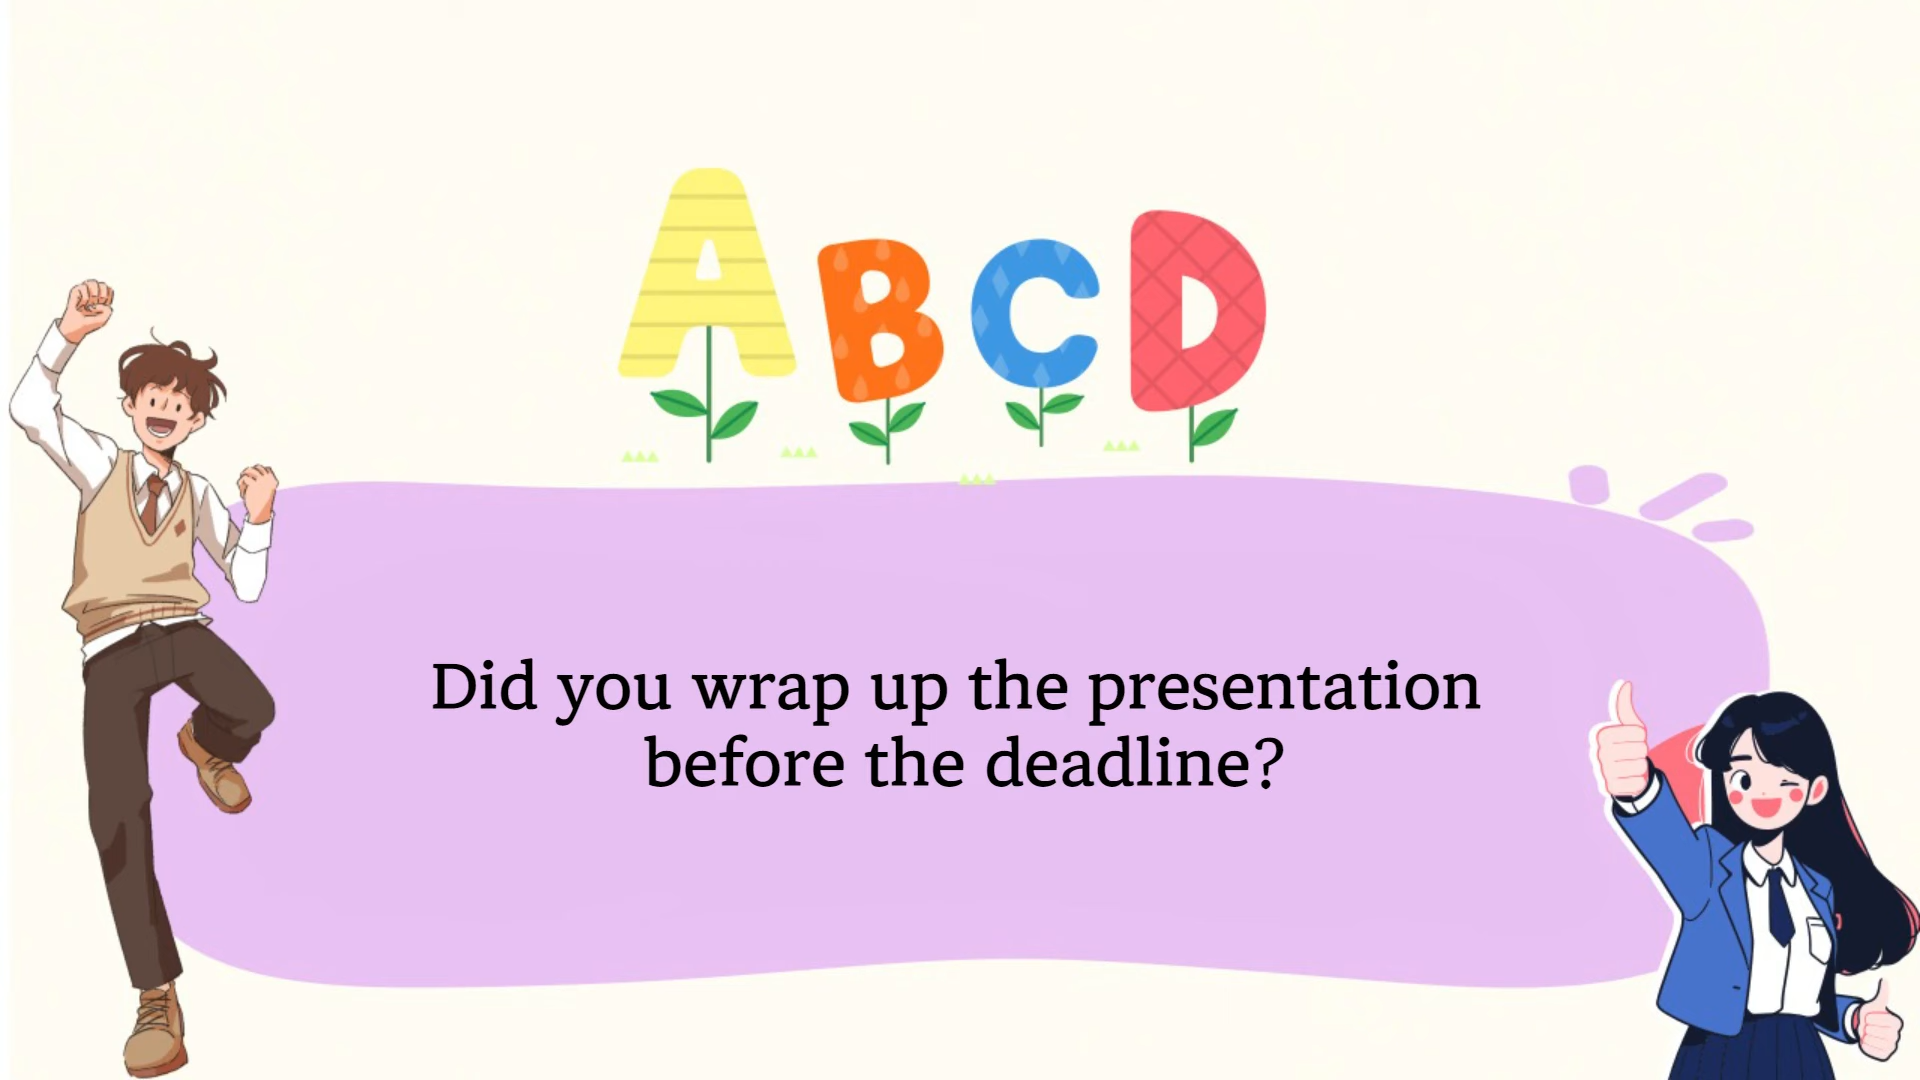 ABCD
Did you wrap up the presentation
before the deadline?